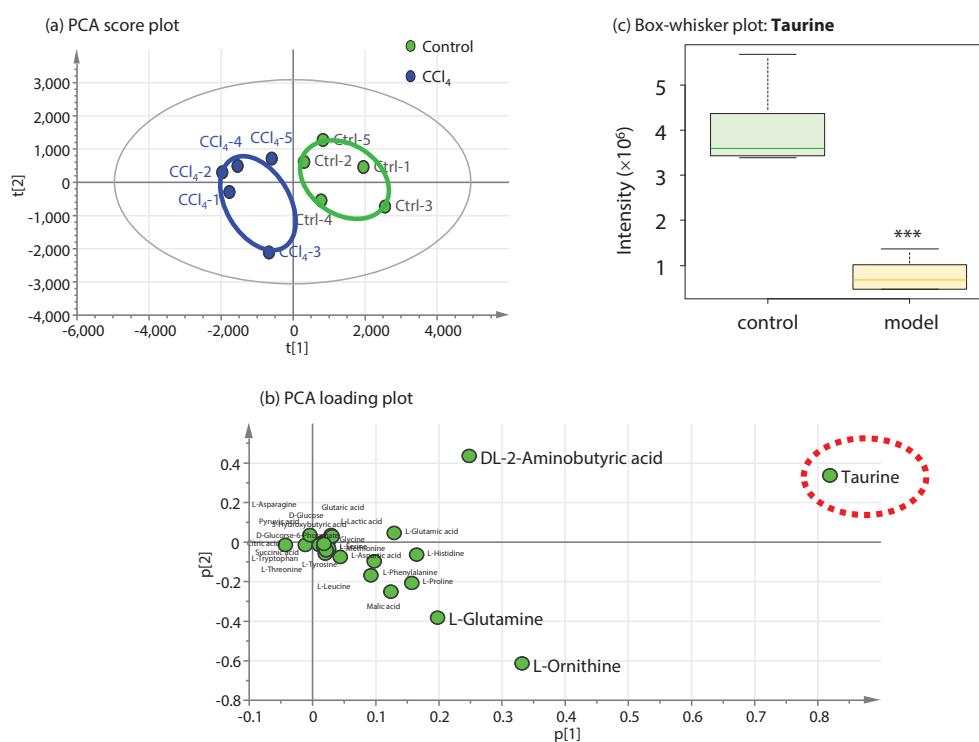 (a) PCA score plot
Control
CCl4
3,000
2,000
1,000
0
-1,000
-2,000
-3,000
-4,000
t[2]
CCl4-5
CCl4-4
CCl4-2
CCl4-1
CCl4-3
Ctrl-5
Ctrl-2
Ctrl-1
Ctrl-3
Ctrl-4
-6,000 -4,000 -2,000 0 2,000 4,000
t[1]
(c) Box-whisker plot: Taurine
Intensity (×10⁶)
5
4
3
2
1
***
control model
(b) PCA loading plot
0.4
0.2
0
-0.2
-0.4
-0.6
-0.8
p[2]
DL-2-Aminobutyric acid
Taurine
L-Asparagine
Glutaric acid
D-Glucose
Pyruvic acid
3-Hydroxybutyric acid
L-Lactic acid
L-Glutamic acid
D-Glucorse-6-Phosphate
Glycine
Citric acid
L-Serine
Methionine
Succinic acid
L-Aspartic acid
L-Histidine
L-Tryptophan
L-Tyrosine
L-Threonine
L-Phenylalanine
L-Proline
L-Leucine
Malic acid
L-Glutamine
L-Ornithine
-0.1 0 0.1 0.2 0.3 0.4 0.5 0.6 0.7 0.8
p[1]